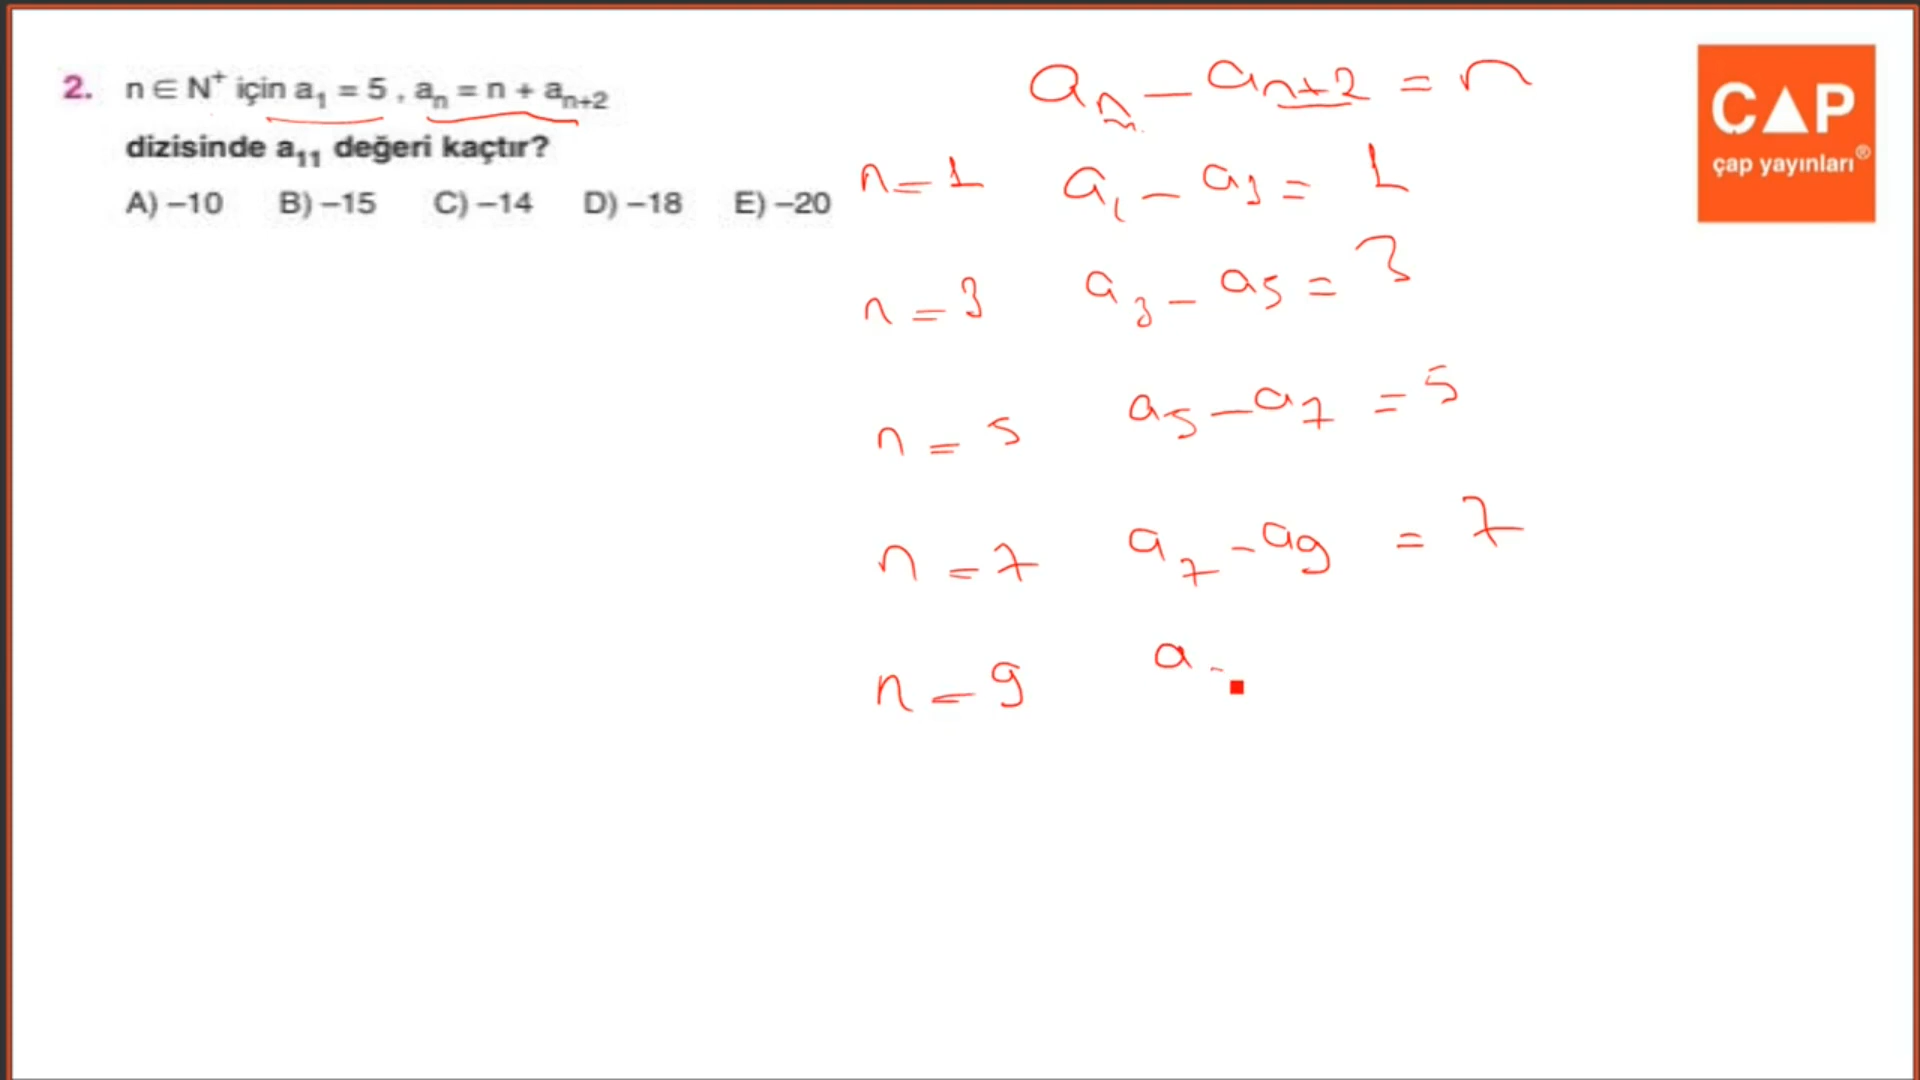 2. n ∈ N⁺ için a₁ = 5 , aₙ = n + aₙ₊₂
dizisinde a₁₁ değeri kaçtır?
A) –10 B) –15 C) –14 D) –18 E) –20
aₙ – aₙ₊₂ = n
n = 1 a₁ – a₃ = 1
n = 3 a₃ – a₅ = 3
n = 5 a₅ – a₇ = 5
n = 7 a₇ – a₉ = 7
n = 9 a
CAP
çap yayınları®